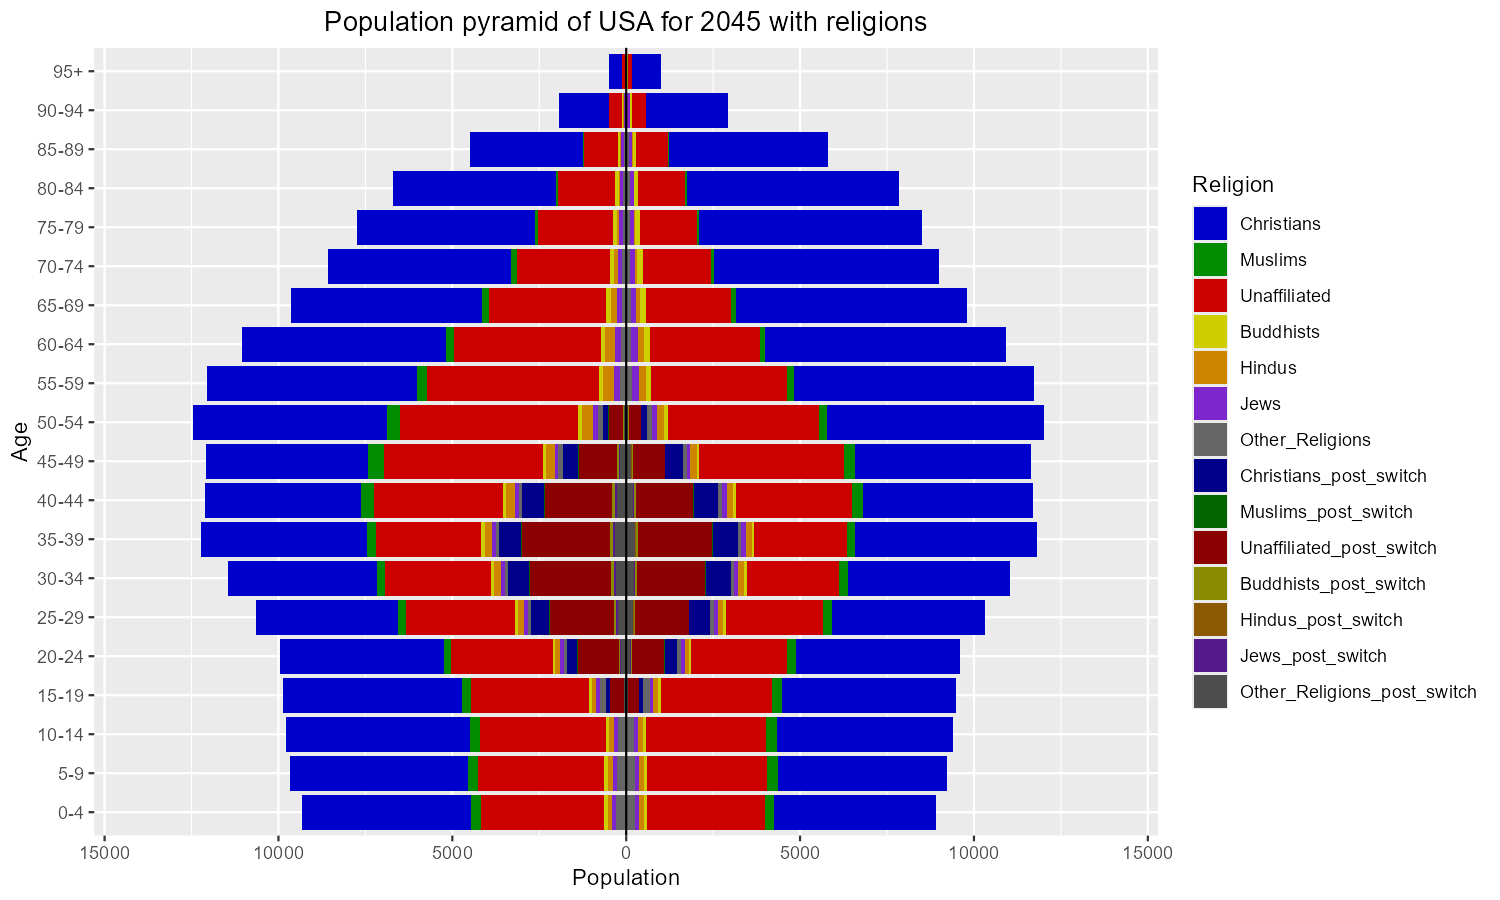 Population pyramid of USA for 2045 with religions
Age
95+
90-94
85-89
80-84
75-79
70-74
65-69
60-64
55-59
50-54
45-49
40-44
35-39
30-34
25-29
20-24
15-19
10-14
5-9
0-4
15000 10000 5000 0 5000 10000 15000
Population
Religion
Christians
Muslims
Unaffiliated
Buddhists
Hindus
Jews
Other_Religions
Christians_post_switch
Muslims_post_switch
Unaffiliated_post_switch
Buddhists_post_switch
Hindus_post_switch
Jews_post_switch
Other_Religions_post_switch